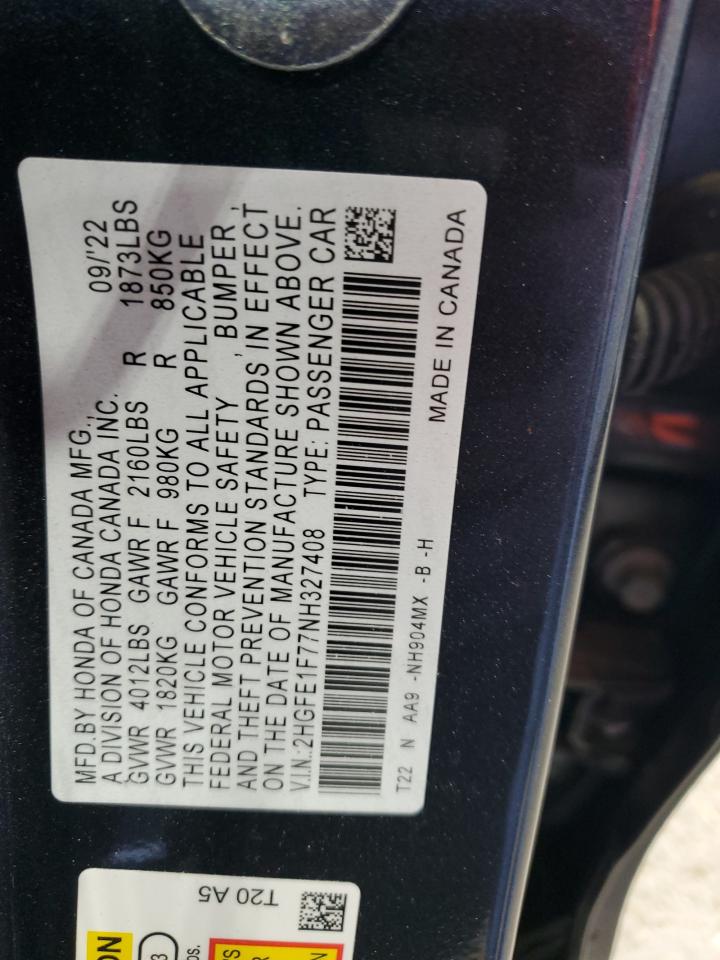 MFD.BY HONDA OF CANADA MFG., 09/'22
A DIVISION OF HONDA CANADA INC.
GVWR 4012LBS GAWR F 2160LBS R 1873LBS
GVWR 1820KG GAWR F 980KG R 850KG
THIS VEHICLE CONFORMS TO ALL APPLICABLE
FEDERAL MOTOR VEHICLE SAFETY, BUMPER,
AND THEFT PREVENTION STANDARDS IN EFFECT
ON THE DATE OF MANUFACTURE SHOWN ABOVE.
V.I.N.:2HGFE1F77NH327408 TYPE: PASSENGER CAR
T22 N AA9 -NH904MX -B -H
MADE IN CANADA
T20 A5